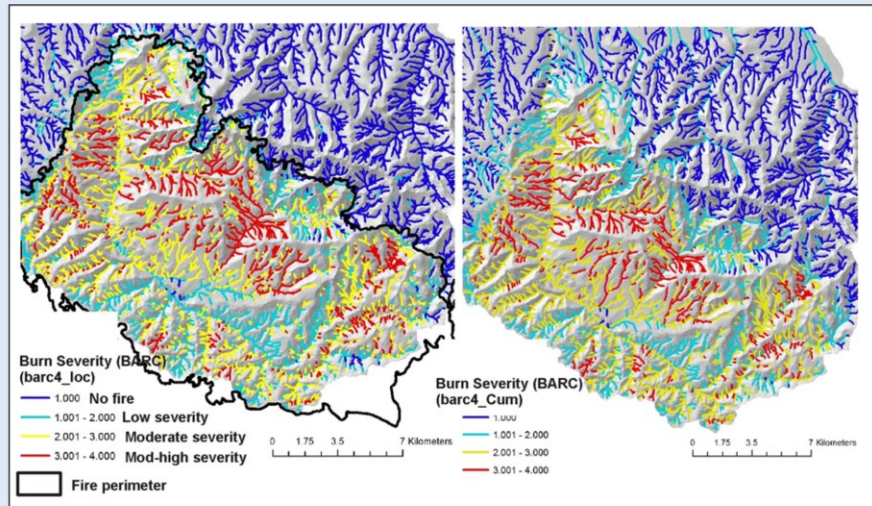 Burn Severity (BARC)
(barc4_loc)
1.000 No fire
1.001 - 2.000 Low severity
2.001 - 3.000 Moderate severity
3.001 - 4.000 Mod-high severity
Fire perimeter
0 1.75 3.5 7 Kilometers
Burn Severity (BARC)
(barc4_Cum)
1.000
1.001 - 2.000
2.001 - 3.000
3.001 - 4.000
0 1.75 3.5 7 Kilometers